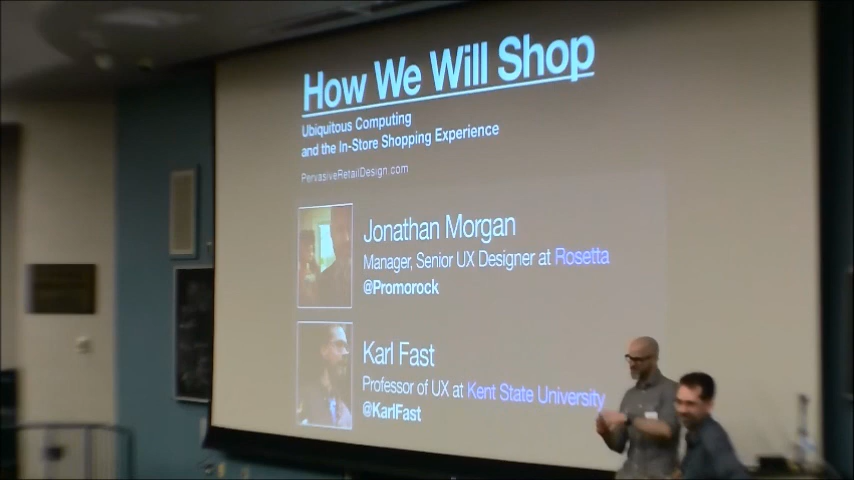 How We Will Shop
Ubiquitous Computing
and the In-Store Shopping Experience
PervasiveRetailDesign.com
Jonathan Morgan
Manager, Senior UX Designer at Rosetta
@Promorock
Karl Fast
Professor of UX at Kent State University
@KarlFast